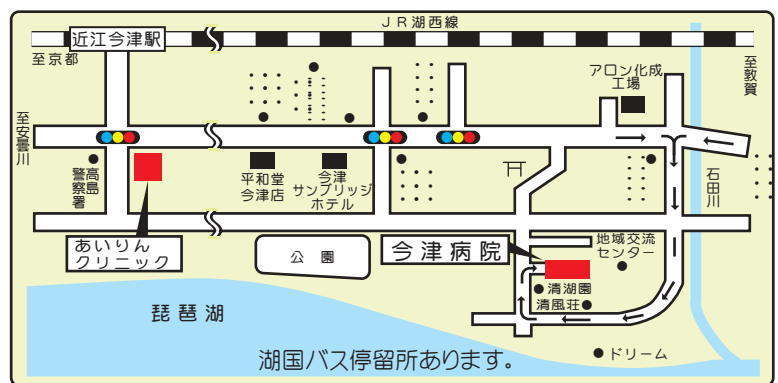 JR湖西線
近江今津駅
至京都
至敦賀
アロン化成
工場
至安曇川
高島
警察署
平和堂
今津店
今津
サンブリッジ
ホテル
石田川
あいりん
クリニック
公園
今津病院
地域交流
センター
清湖園
清風荘
琵琶湖
湖国バス停留所あります。
ドリーム